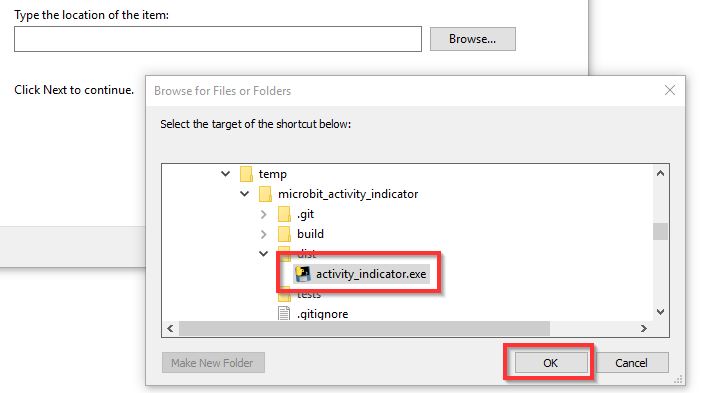 Type the location of the item:
Browse...
Click Next to continue.
Browse for Files or Folders
Select the target of the shortcut below:
temp
microbit_activity_indicator
.git
build
dist
activity_indicator.exe
tests
.gitignore
Make New Folder
OK
Cancel